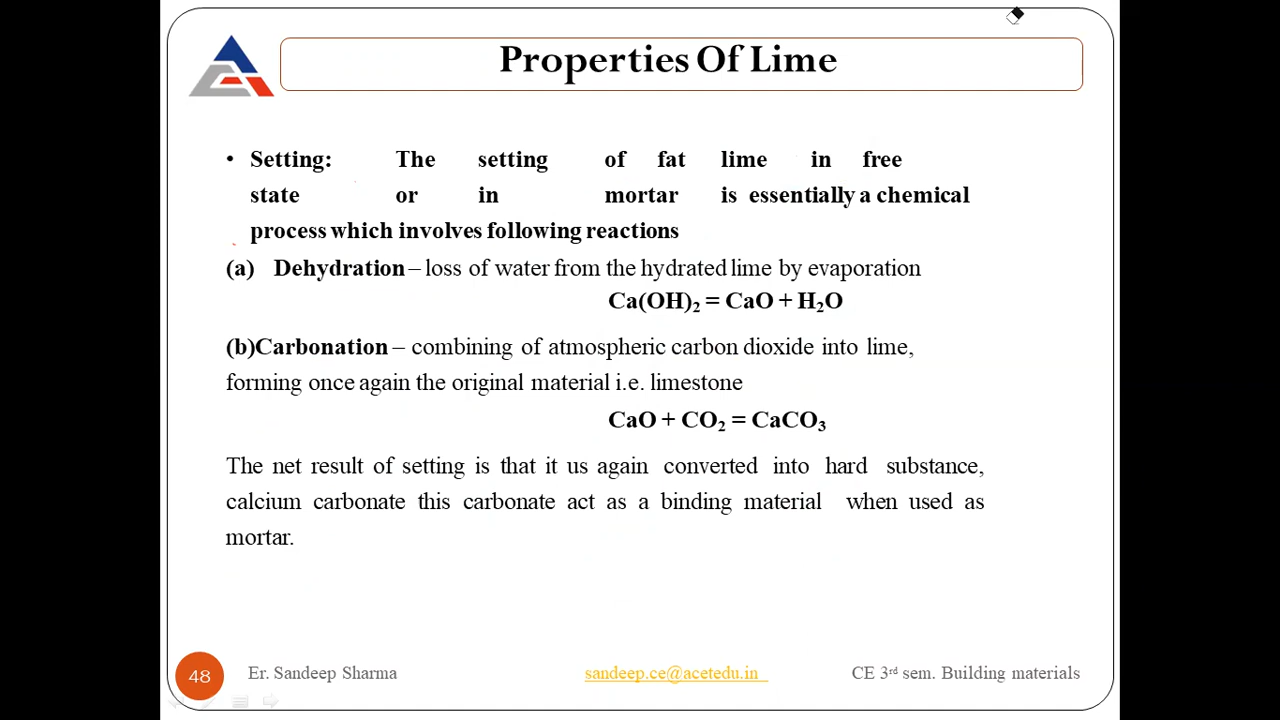 Properties Of Lime
• Setting: The setting of fat lime in free
state or in mortar is essentially a chemical
process which involves following reactions
(a) Dehydration – loss of water from the hydrated lime by evaporation
Ca(OH)₂ = CaO + H₂O
(b)Carbonation – combining of atmospheric carbon dioxide into lime,
forming once again the original material i.e. limestone
CaO + CO₂ = CaCO₃
The net result of setting is that it us again converted into hard substance,
calcium carbonate this carbonate act as a binding material when used as
mortar.
48 Er. Sandeep Sharma sandeep.ce@acetedu.in CE 3ʳᵈ sem. Building materials